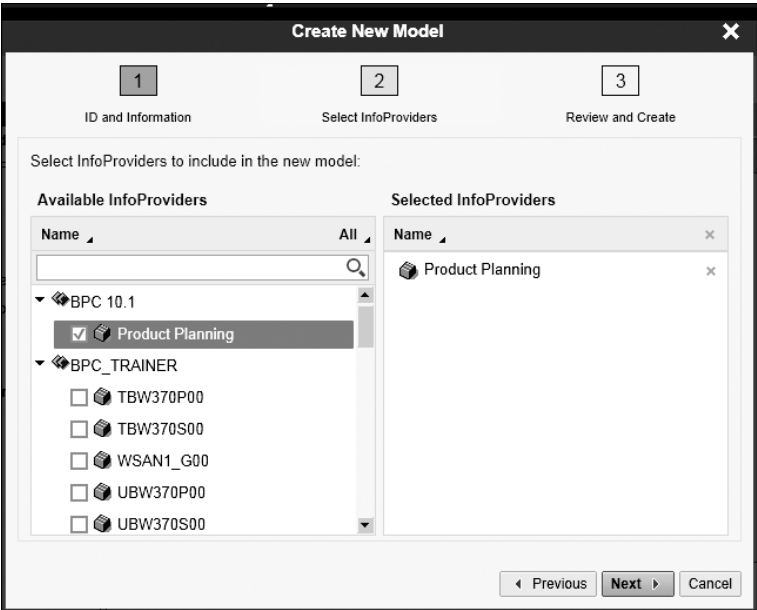 Create New Model
1
2
3
ID and Information
Select InfoProviders
Review and Create
Select InfoProviders to include in the new model:
Available InfoProviders
Selected InfoProviders
Name
All
Name
Product Planning
BPC 10.1
Product Planning
BPC_TRAINER
TBW370P00
TBW370S00
WSAN1_G00
UBW370P00
UBW370S00
Previous
Next
Cancel